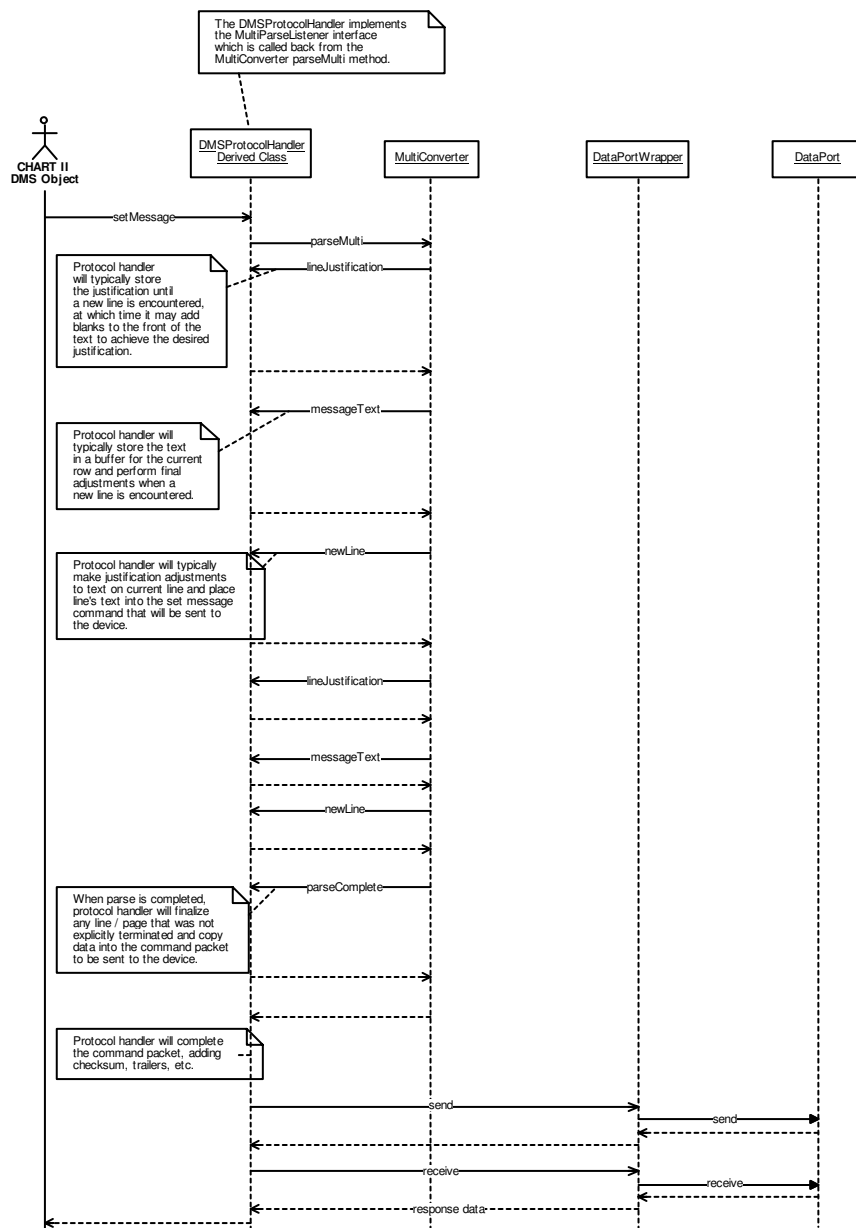 The DMSProtocolHandler implements
the MultiParseListener interface
which is called back from the
MultiConverter parseMulti method.
CHART II
DMS Object
DMSProtocolHandler
Derived Class
MultiConverter
DataPortWrapper
DataPort
setMessage
parseMulti
lineJustification
Protocol handler
will typically store
the justification until
a new line is encountered,
at which time it may add
blanks to the front of the
text to achieve the desired
justification.
messageText
Protocol handler will
typically store the text
in a buffer for the current
row and perform final
adjustments when a
new line is encountered.
newLine
Protocol handler will typically
make justification adjustments
to text on current line and place
line's text into the set message
command that will be sent to
the device.
lineJustification
messageText
newLine
parseComplete
When parse is completed,
protocol handler will finalize
any line / page that was not
explicitly terminated and copy
data into the command packet
to be sent to the device.
Protocol handler will complete
the command packet, adding
checksum, trailers, etc.
send
send
receive
receive
response data